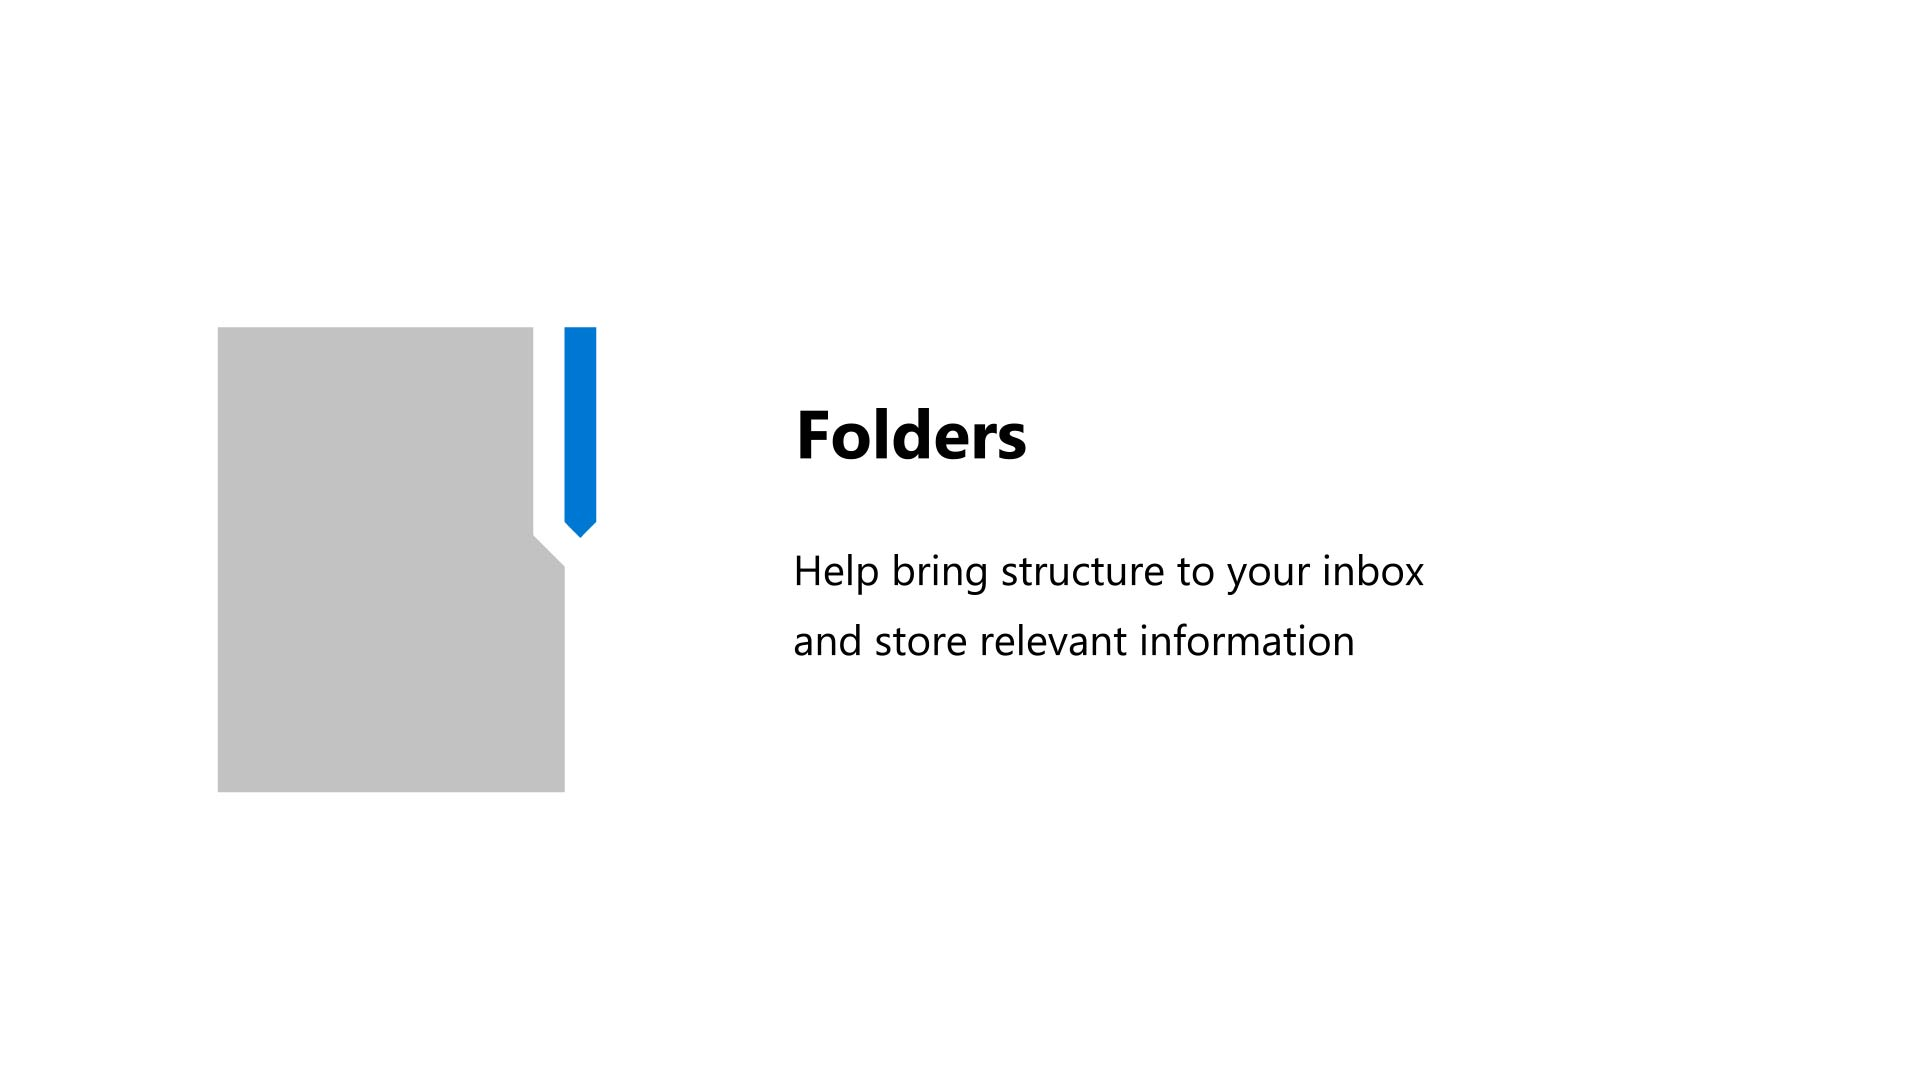 Folders
Help bring structure to your inbox
and store relevant information